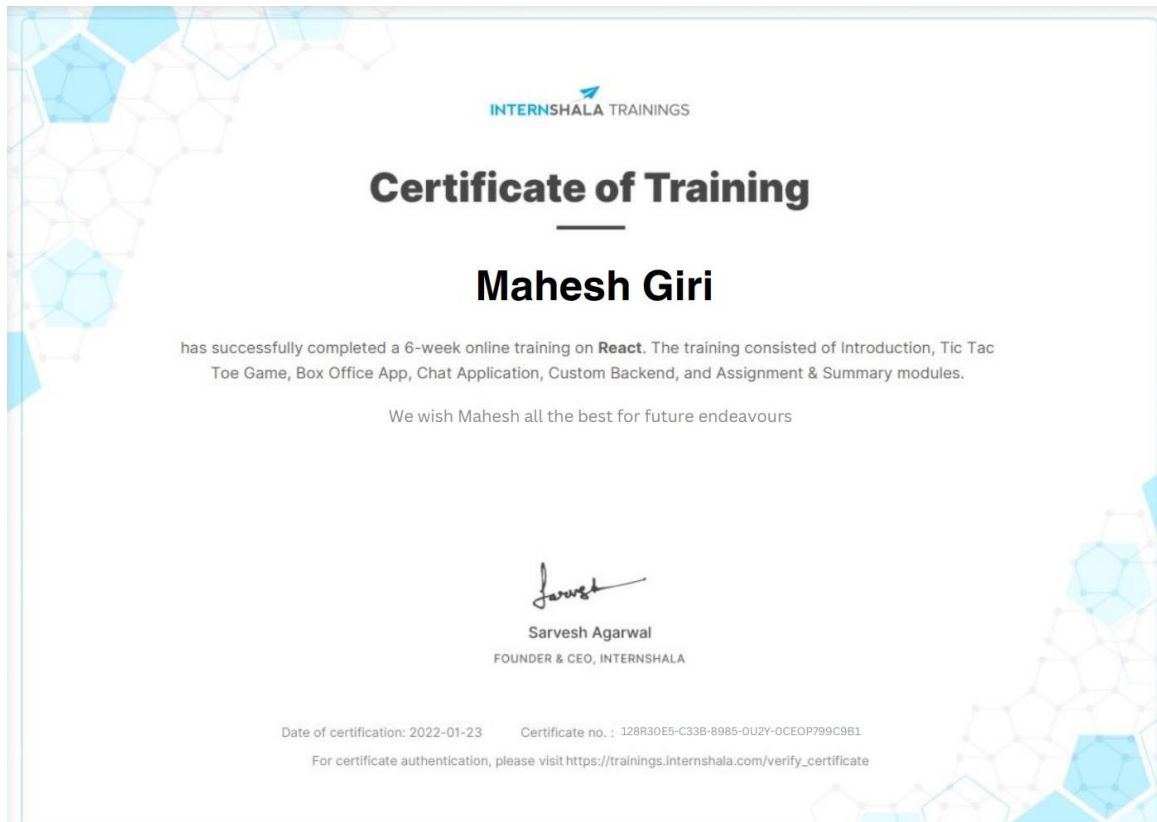 INTERNSHALA TRAININGS
Certificate of Training
Mahesh Giri
has successfully completed a 6-week online training on React. The training consisted of Introduction, Tic Tac
Toe Game, Box Office App, Chat Application, Custom Backend, and Assignment & Summary modules.
We wish Mahesh all the best for future endeavours
Sarvesh
Sarvesh Agarwal
FOUNDER & CEO, INTERNSHALA
Date of certification: 2022-01-23 Certificate no. : 128R30E5-C33B-8985-0U2Y-0CEOP799C9B1
For certificate authentication, please visit https://trainings.internshala.com/verify_certificate